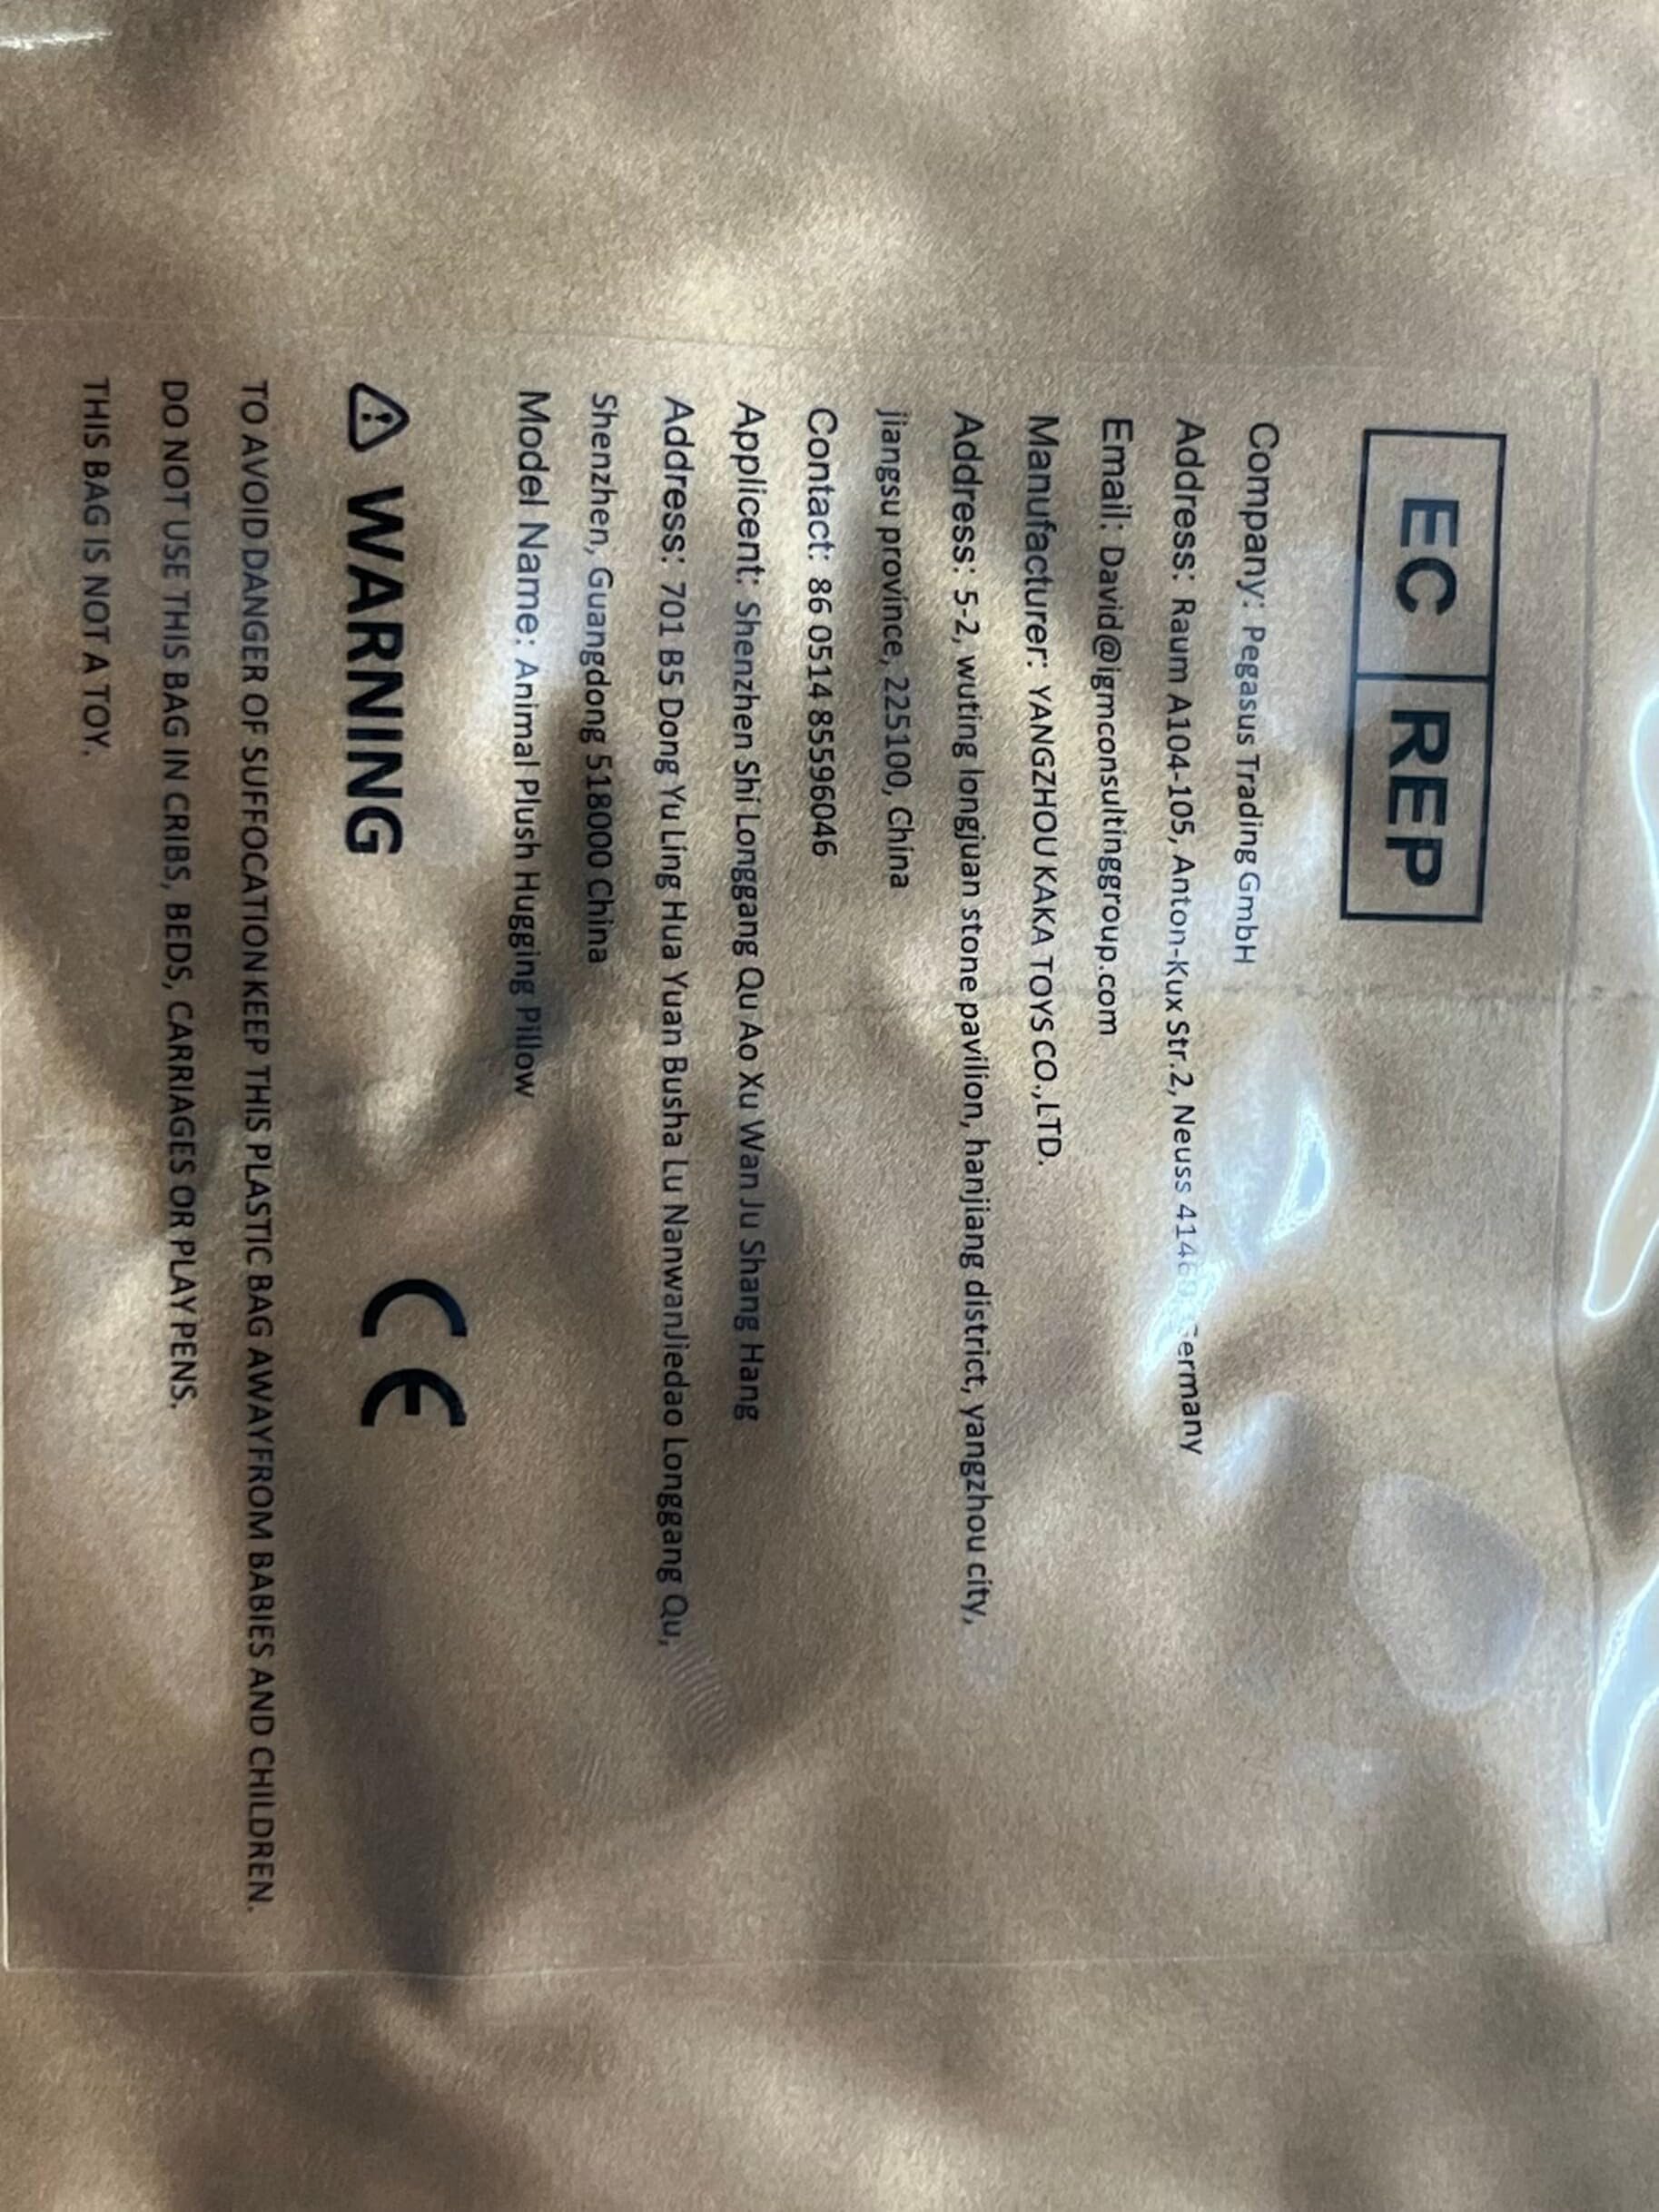 EC REP
Company: Pegasus Trading GmbH
Address: Raum A104-105, Anton-Kux Str.2, Neuss Germany
Email: David@igmconsultinggroup.com
Manufacturer: YANGZHOU KAKA TOYS CO.,LTD.
Address: 5-2, wuting longjuan stone pavilion, hanjiang district, yangzhou city,
jiangsu province, 225100, China
Contact: 86 0514 85596046
Applicent: Shenzhen Shi Longgang Qu Ao Xu Wan Ju Shang Hang
Address: 701 B5 Dong Yu Ling Hua Yuan Busha Lu NanwanJiedao Longgang Qu,
Shenzhen, Guangdong 518000 China
Model Name: Animal Plush Hugging Pillow
WARNING CE
TO AVOID DANGER OF SUFFOCATION KEEP THIS PLASTIC BAG AWAY FROM BABIES AND CHILDREN.
DO NOT USE THIS BAG IN CRIBS, BEDS, CARRIAGES OR PLAY PENS.
THIS BAG IS NOT A TOY.